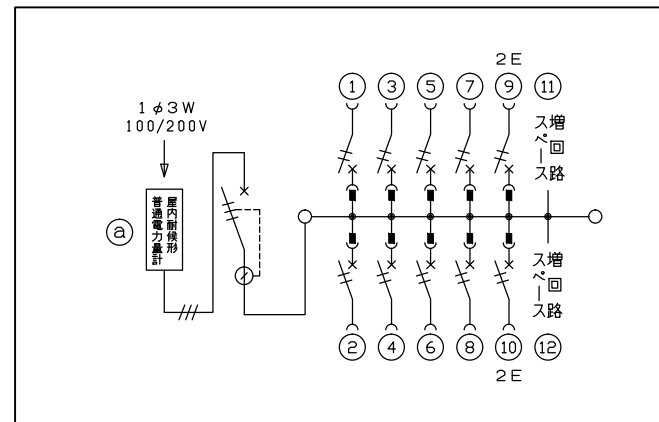 2E
① ③ ⑤ ⑦ ⑨ ⑪
1φ3W
100/200V
増回路
スペース
ⓐ
屋内耐候形
普通電力量計
増回路
スペース
② ④ ⑥ ⑧ ⑩ ⑫
2E